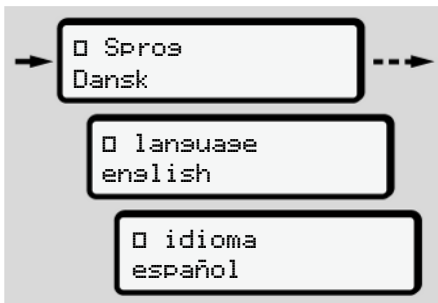 □ Sprog
Dansk
□ language
english
□ idioma
español